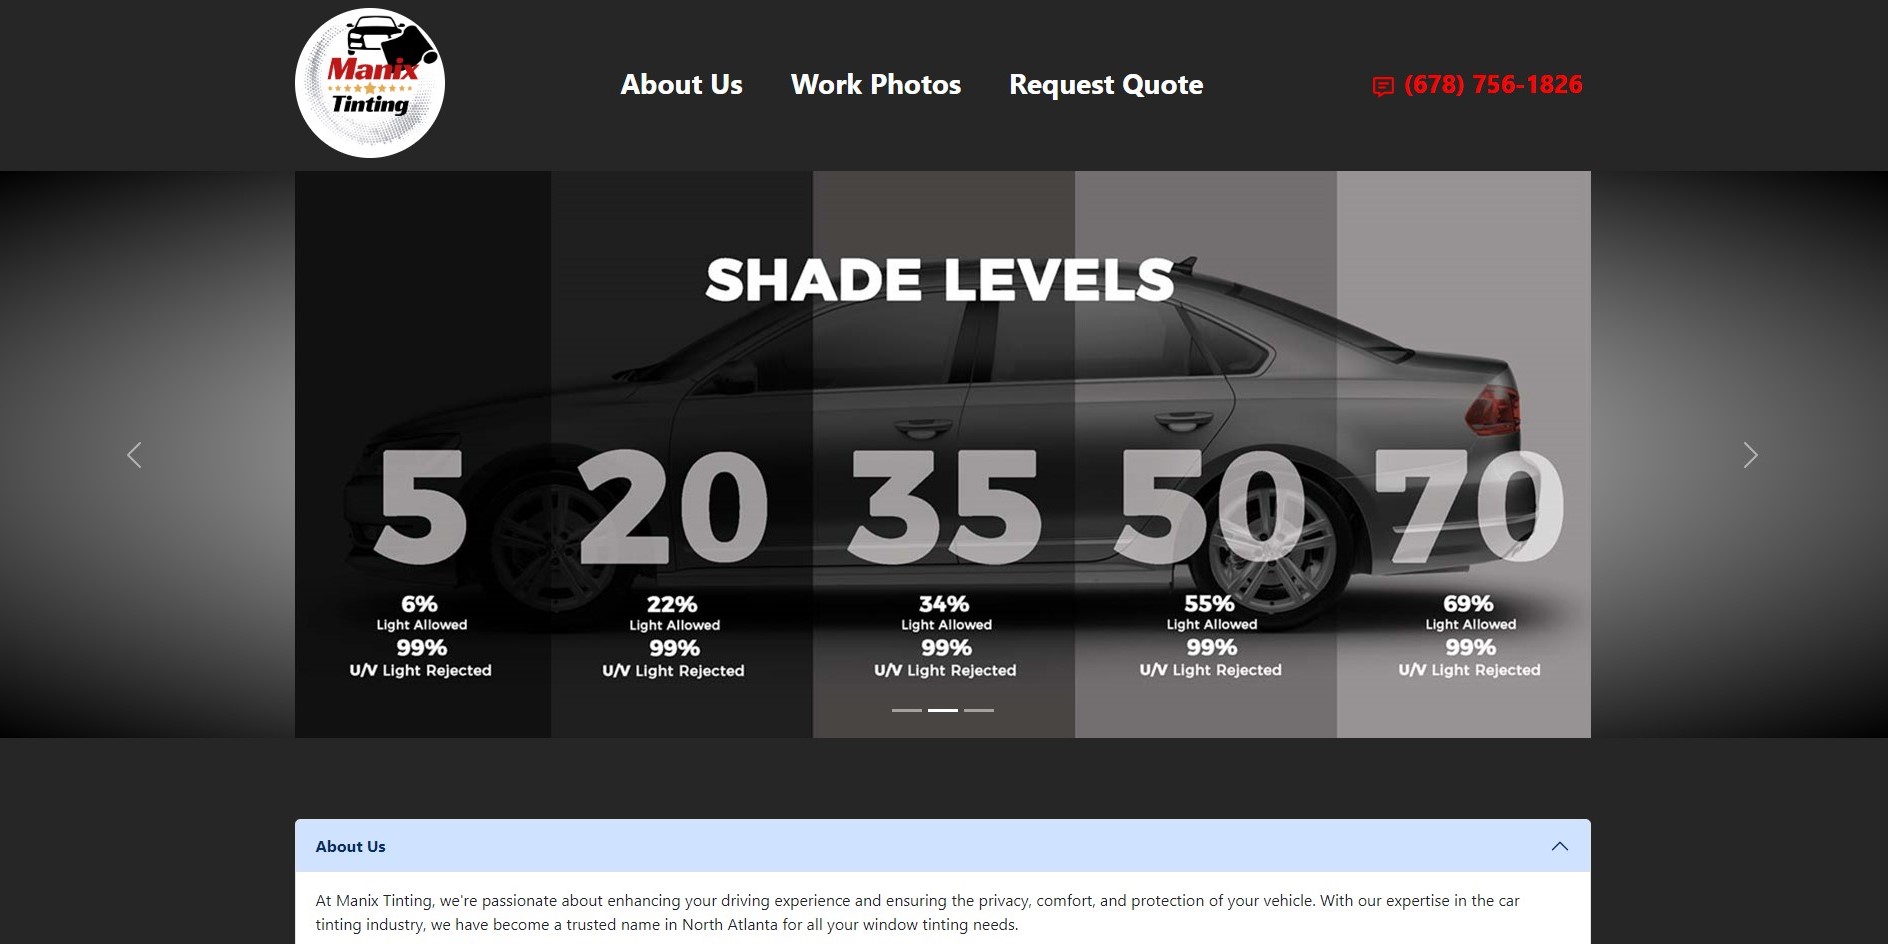 Manix
Tinting
About Us
Work Photos
Request Quote
(678) 756-1826
SHADE LEVELS
5
20
35
50
70
6%
Light Allowed
99%
U/V Light Rejected
22%
Light Allowed
99%
U/V Light Rejected
34%
Light Allowed
99%
U/V Light Rejected
55%
Light Allowed
99%
U/V Light Rejected
69%
Light Allowed
99%
U/V Light Rejected
About Us
At Manix Tinting, we're passionate about enhancing your driving experience and ensuring the privacy, comfort, and protection of your vehicle. With our expertise in the car
tinting industry, we have become a trusted name in North Atlanta for all your window tinting needs.